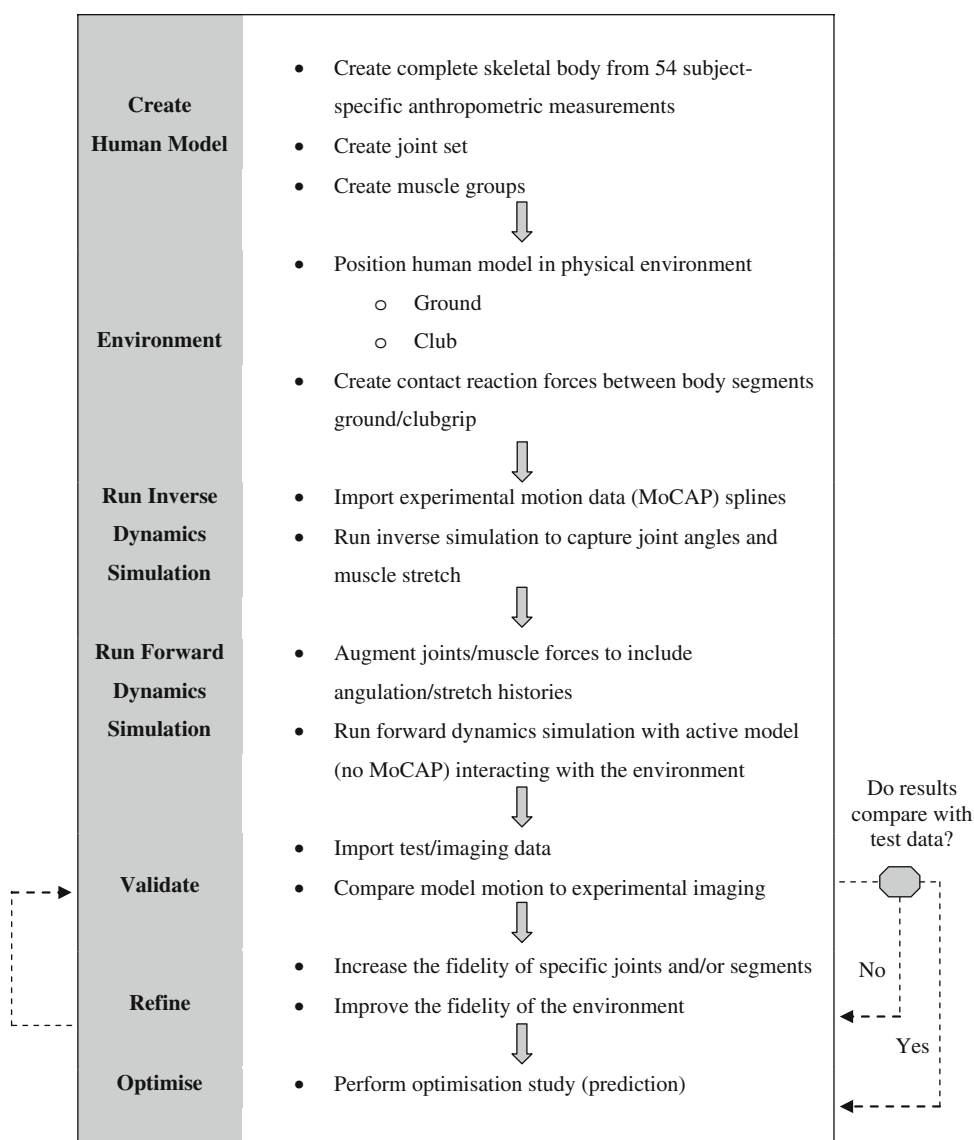 Create
Human Model
• Create complete skeletal body from 54 subject-
specific anthropometric measurements
• Create joint set
• Create muscle groups
Environment
• Position human model in physical environment
o Ground
o Club
• Create contact reaction forces between body segments
ground/clubgrip
Run Inverse
Dynamics
Simulation
• Import experimental motion data (MoCAP) splines
• Run inverse simulation to capture joint angles and
muscle stretch
Run Forward
Dynamics
Simulation
• Augment joints/muscle forces to include
angulation/stretch histories
• Run forward dynamics simulation with active model
(no MoCAP) interacting with the environment
Validate
• Import test/imaging data
• Compare model motion to experimental imaging
Do results
compare with
test data?
No
Yes
Refine
• Increase the fidelity of specific joints and/or segments
• Improve the fidelity of the environment
Optimise
• Perform optimisation study (prediction)